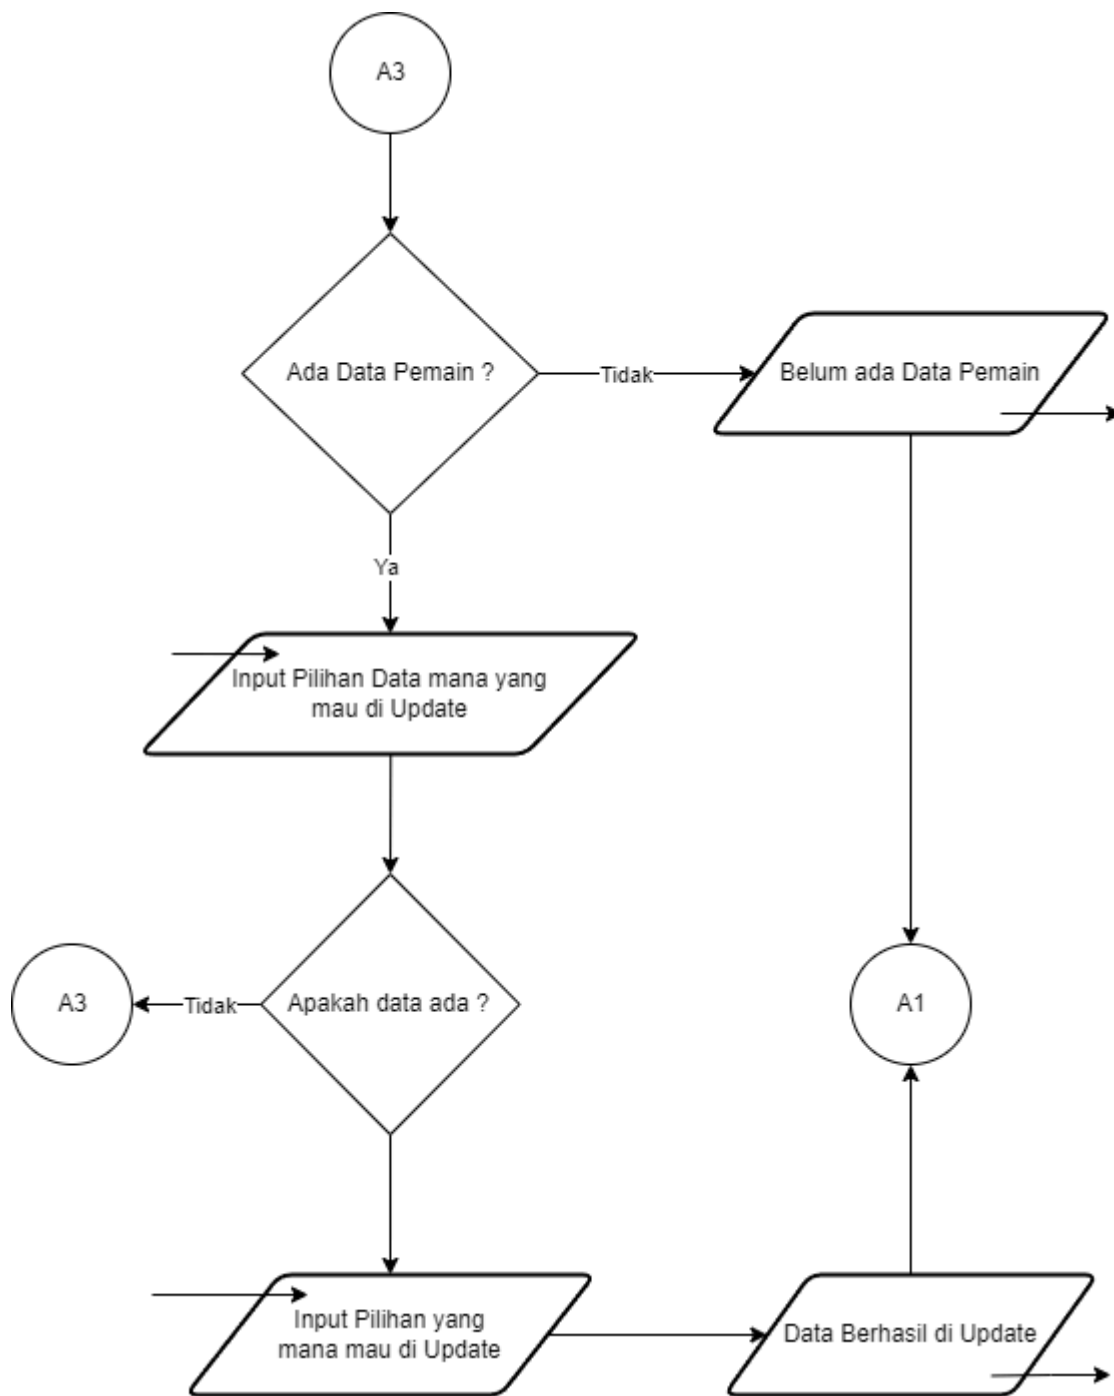 A3
Ada Data Pemain ?
Tidak
Belum ada Data Pemain
Ya
Input Pilihan Data mana yang
mau di Update
A3
Tidak
Apakah data ada ?
A1
Input Pilihan yang
mana mau di Update
Data Berhasil di Update